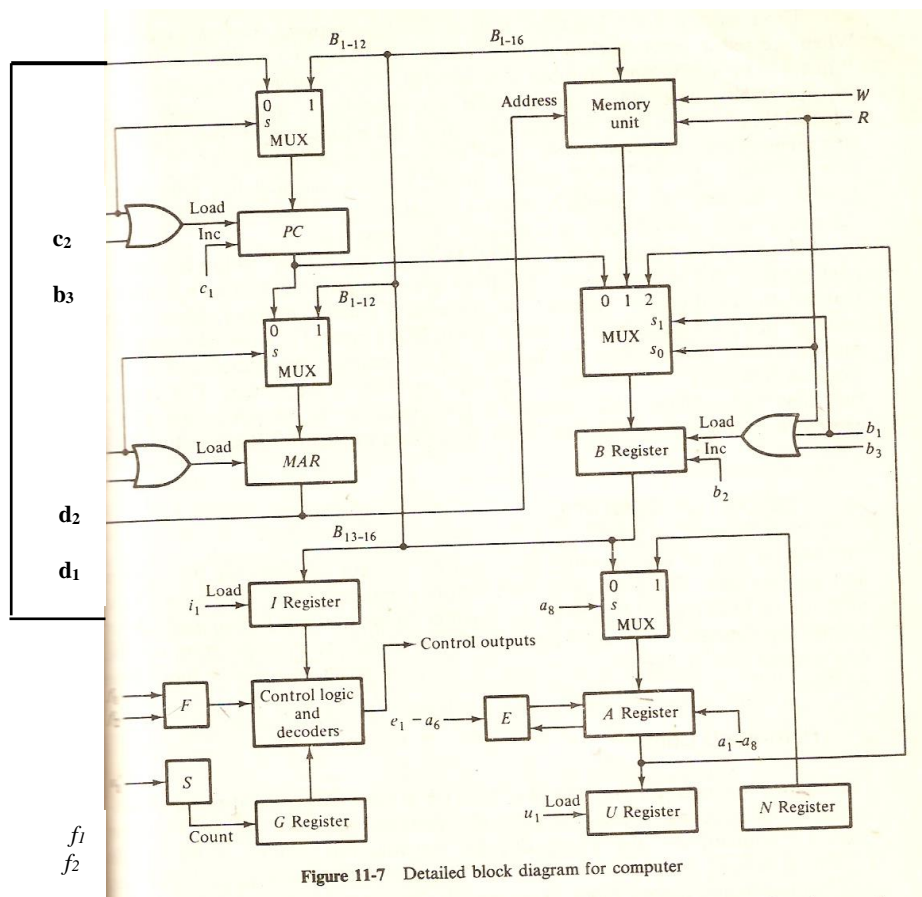 B1–12
B1–16
0 1
s
MUX
Address
Memory
unit
W
R
Load
Inc
PC
c2
b3
c1
B1–12
0 1
s
MUX
0 1 2
s1
MUX
s0
Load
MAR
B Register
Load
Inc
b1
b3
b2
d2
d1
B13–16
Load
i1
I Register
0 1
a8
s
MUX
Control outputs
F
Control logic
and
decoders
e1 – a6
E
A Register
a1–a8
S
Count
G Register
Load
u1
U Register
N Register
f1
f2
Figure 11-7 Detailed block diagram for computer